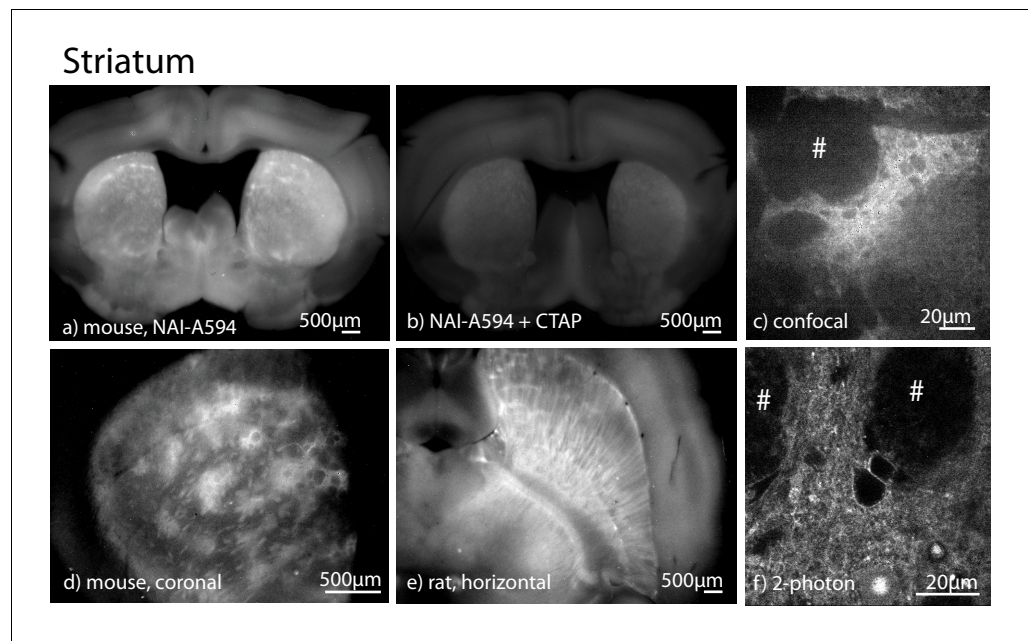 Striatum
a) mouse, NAI-A594
500µm
b) NAI-A594 + CTAP
500µm
#
c) confocal
20µm
d) mouse, coronal
500µm
e) rat, horizontal
500µm
#
#
f) 2-photon
20µm